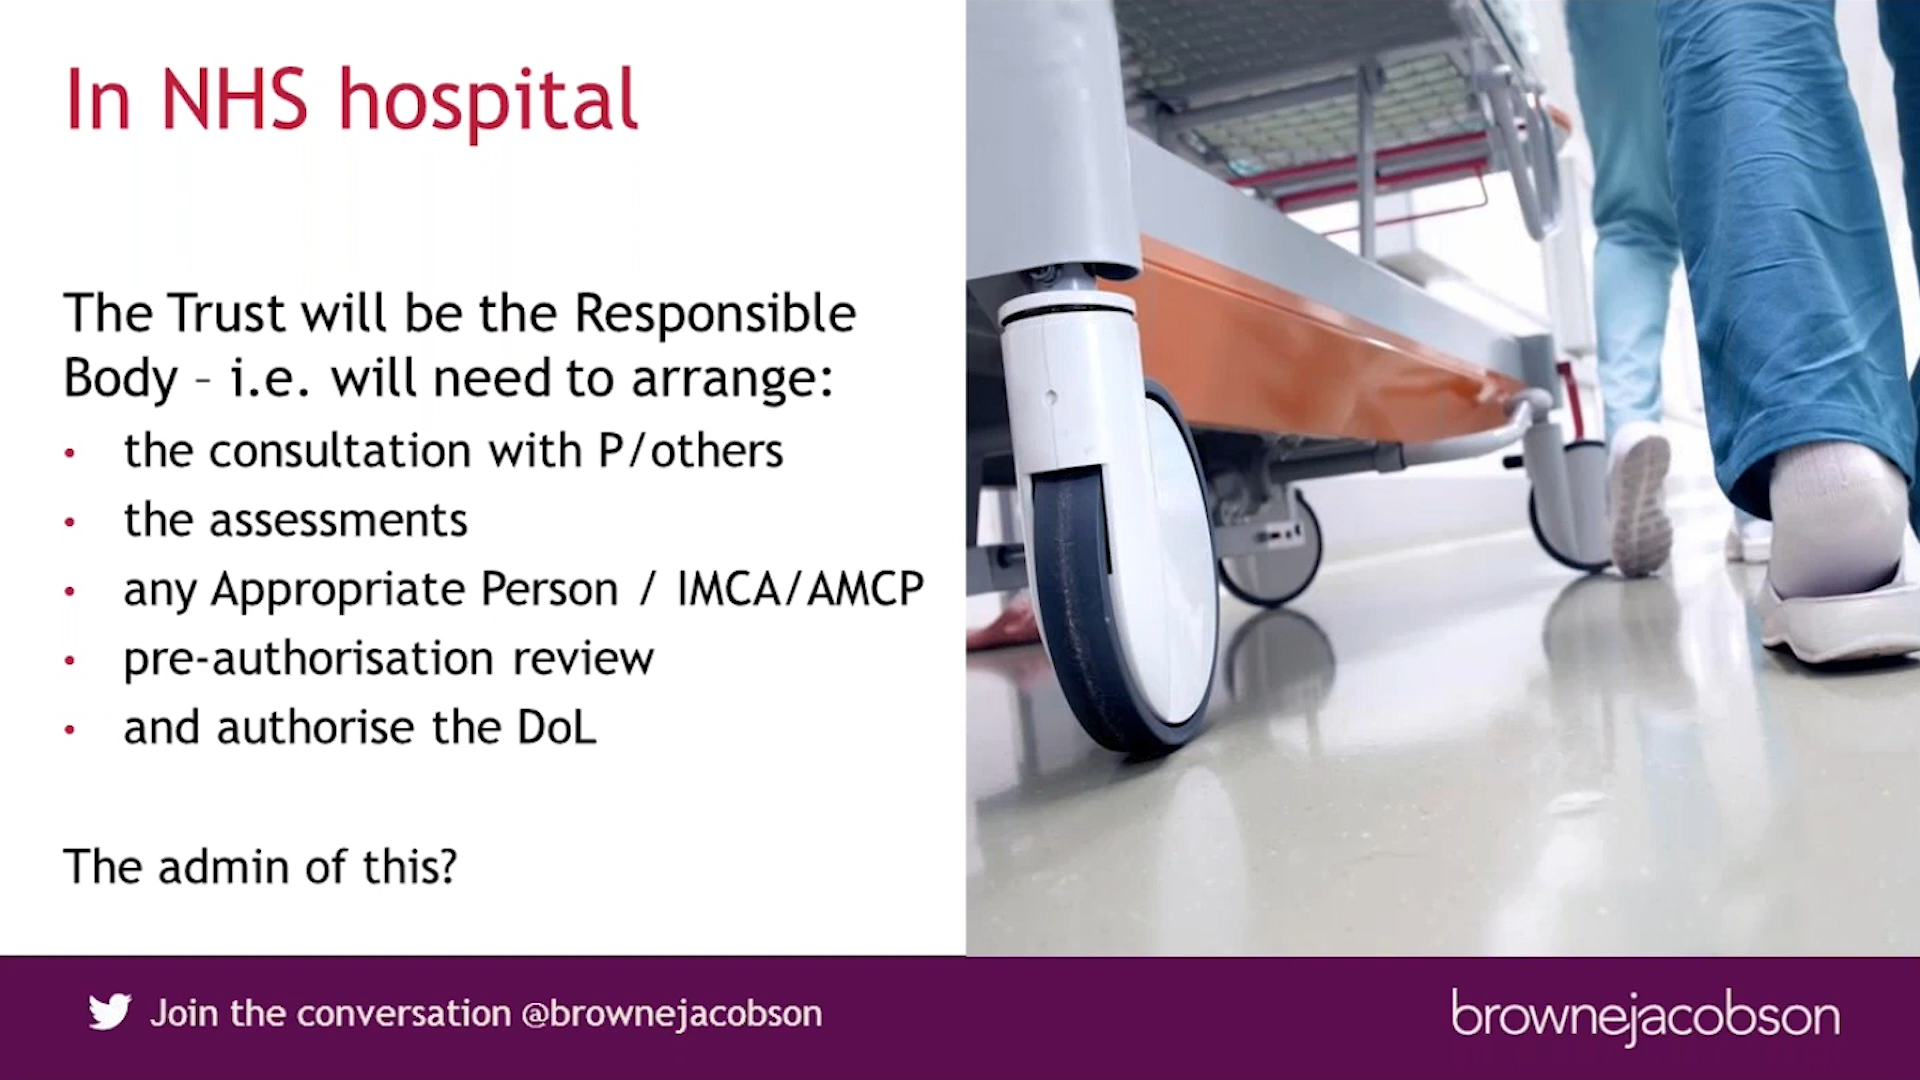 In NHS hospital
The Trust will be the Responsible
Body – i.e. will need to arrange:
• the consultation with P/others
• the assessments
• any Appropriate Person / IMCA/AMCP
• pre-authorisation review
• and authorise the DoL
The admin of this?
Join the conversation @brownejacobson
brownejacobson